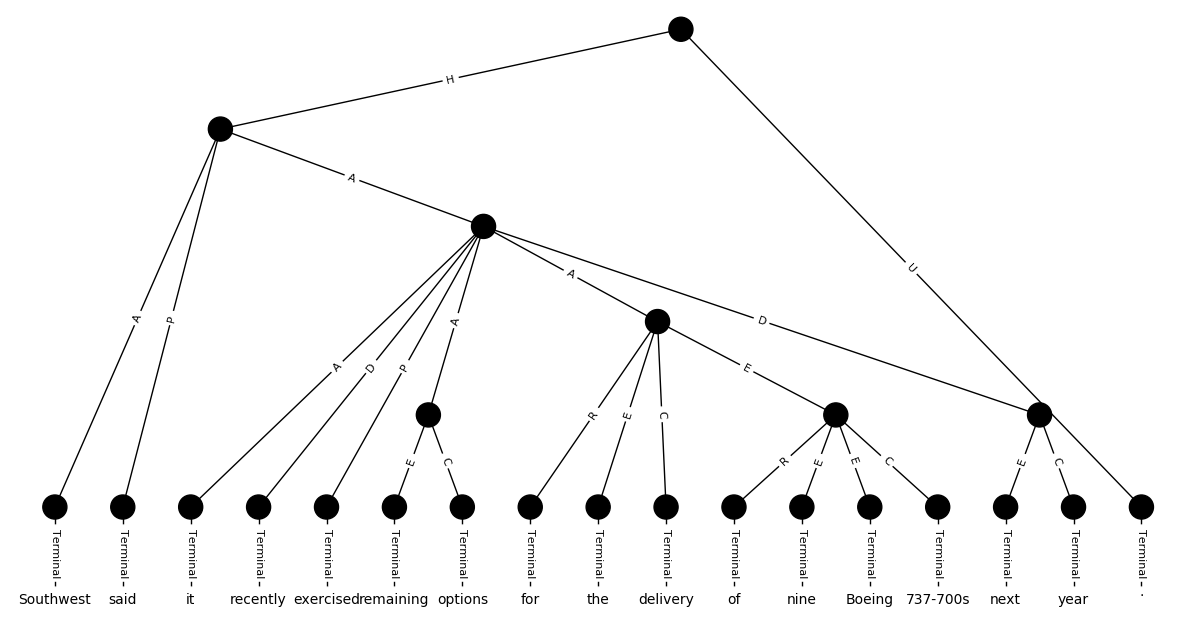 H
A
U
A
P
A
A
D
A
D
P
A
E
R
E
C
E
C
R
E
E
C
E
C
Terminal Terminal Terminal Terminal Terminal Terminal Terminal Terminal Terminal Terminal Terminal Terminal Terminal Terminal Terminal Terminal Terminal
Southwest said it recently exercised remaining options for the delivery of nine Boeing 737-700s next year .